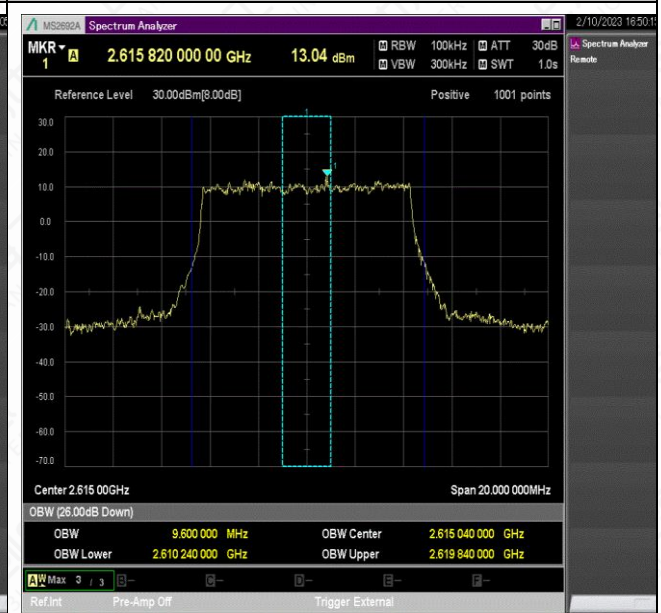 MS2692A Spectrum Analyzer
2/10/2023 16:50:1
MKR 1 A 2.615 820 000 00 GHz 13.04 dBm M RBW 100kHz M ATT 30dB
M VBW 300kHz M SWT 1.0s
Spectrum Analyzer
Remote
Reference Level 30.00dBm[8.00dB] Positive 1001 points
1
30.0
20.0
1
10.0
0.0
-10.0
-20.0
-30.0
-40.0
-50.0
-60.0
-70.0
Center 2.615 00GHz Span 20.000 000MHz
OBW (26.00dB Down)
OBW 9.600 000 MHz OBW Center 2.615 040 000 GHz
OBW Lower 2.610 240 000 GHz OBW Upper 2.619 840 000 GHz
A W Max 3 / 3 B- C- D- E- F-
Ref.Int Pre-Amp Off Trigger External